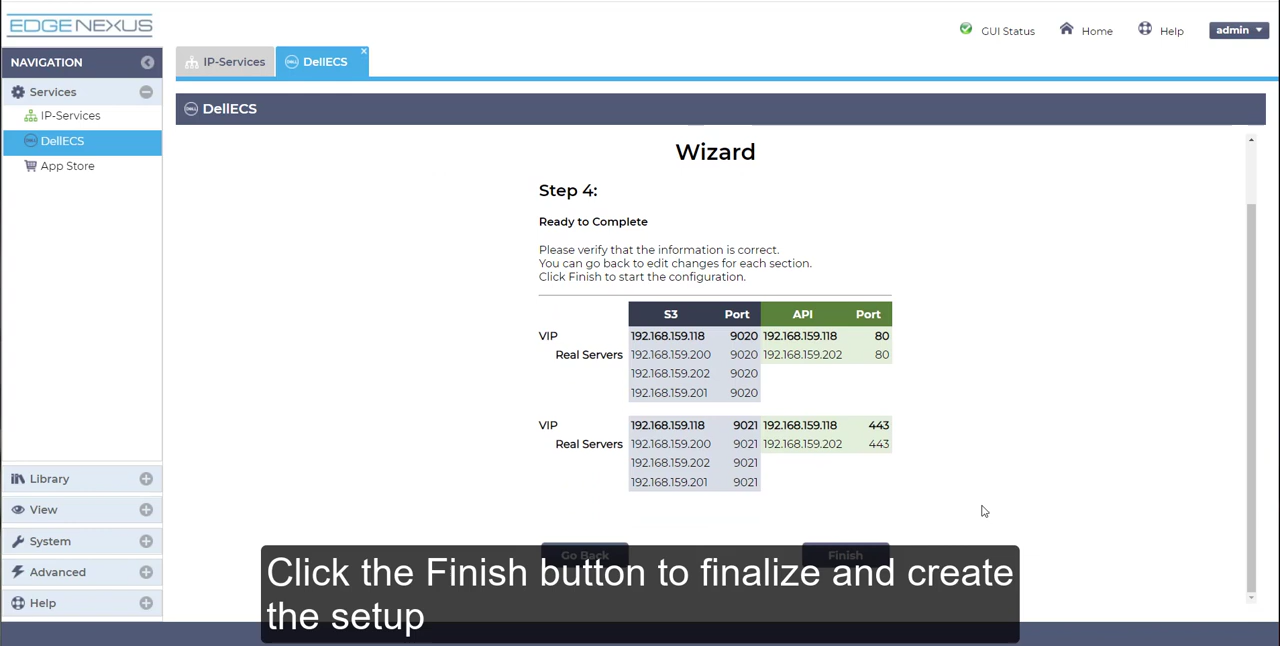 EDGENEXUS
GUI Status Home Help admin
NAVIGATION
Services
IP-Services
DellECS
App Store
Library
View
System
Advanced
Help
IP-Services DellECS
DellECS
Wizard
Step 4:
Ready to Complete
Please verify that the information is correct.
You can go back to edit changes for each section.
Click Finish to start the configuration.
S3 Port API Port
VIP 192.168.159.118 9020 192.168.159.118 80
Real Servers 192.168.159.200 9020 192.168.159.202 80
192.168.159.202 9020
192.168.159.201 9020
VIP 192.168.159.118 9021 192.168.159.118 443
Real Servers 192.168.159.200 9021 192.168.159.202 443
192.168.159.202 9021
192.168.159.201 9021
Go Back Finish
Click the Finish button to finalize and create
the setup